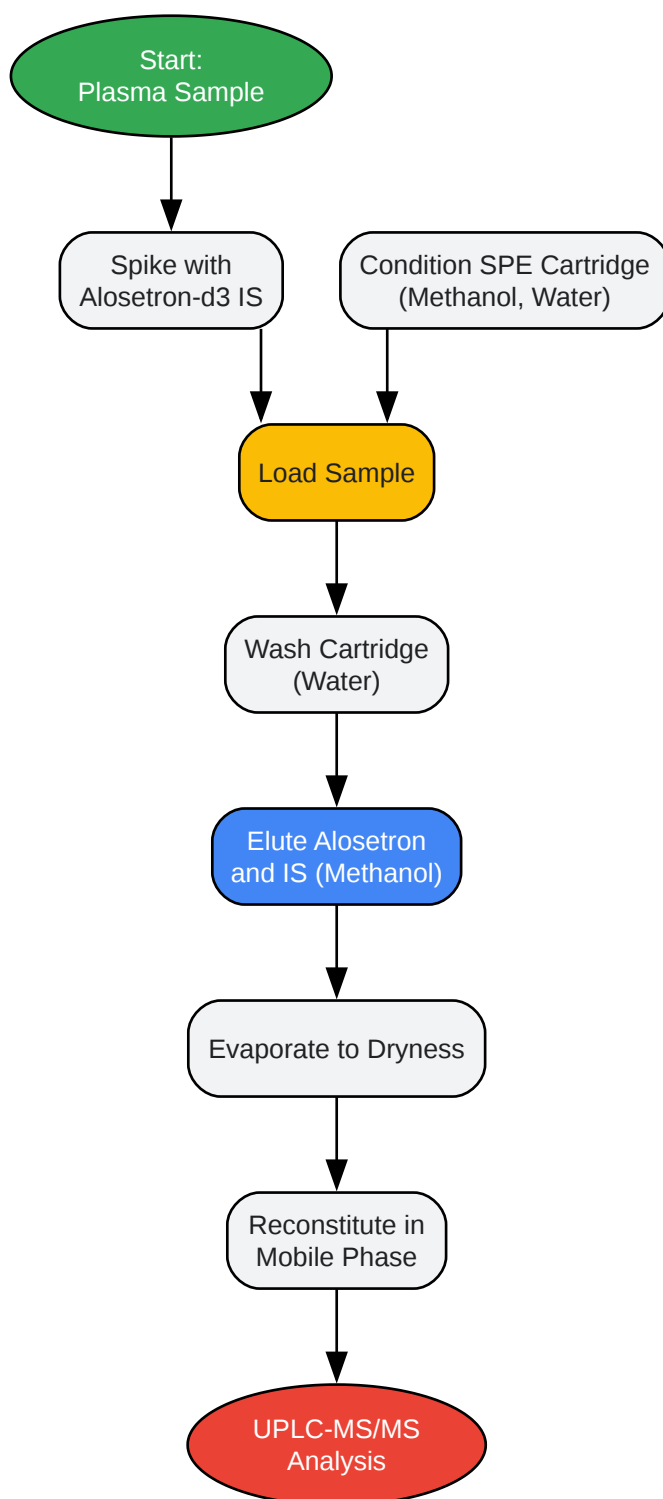 Start:
Plasma Sample
Spike with
Alosetron-d3 IS
Condition SPE Cartridge
(Methanol, Water)
Load Sample
Wash Cartridge
(Water)
Elute Alosetron
and IS (Methanol)
Evaporate to Dryness
Reconstitute in
Mobile Phase
UPLC-MS/MS
Analysis